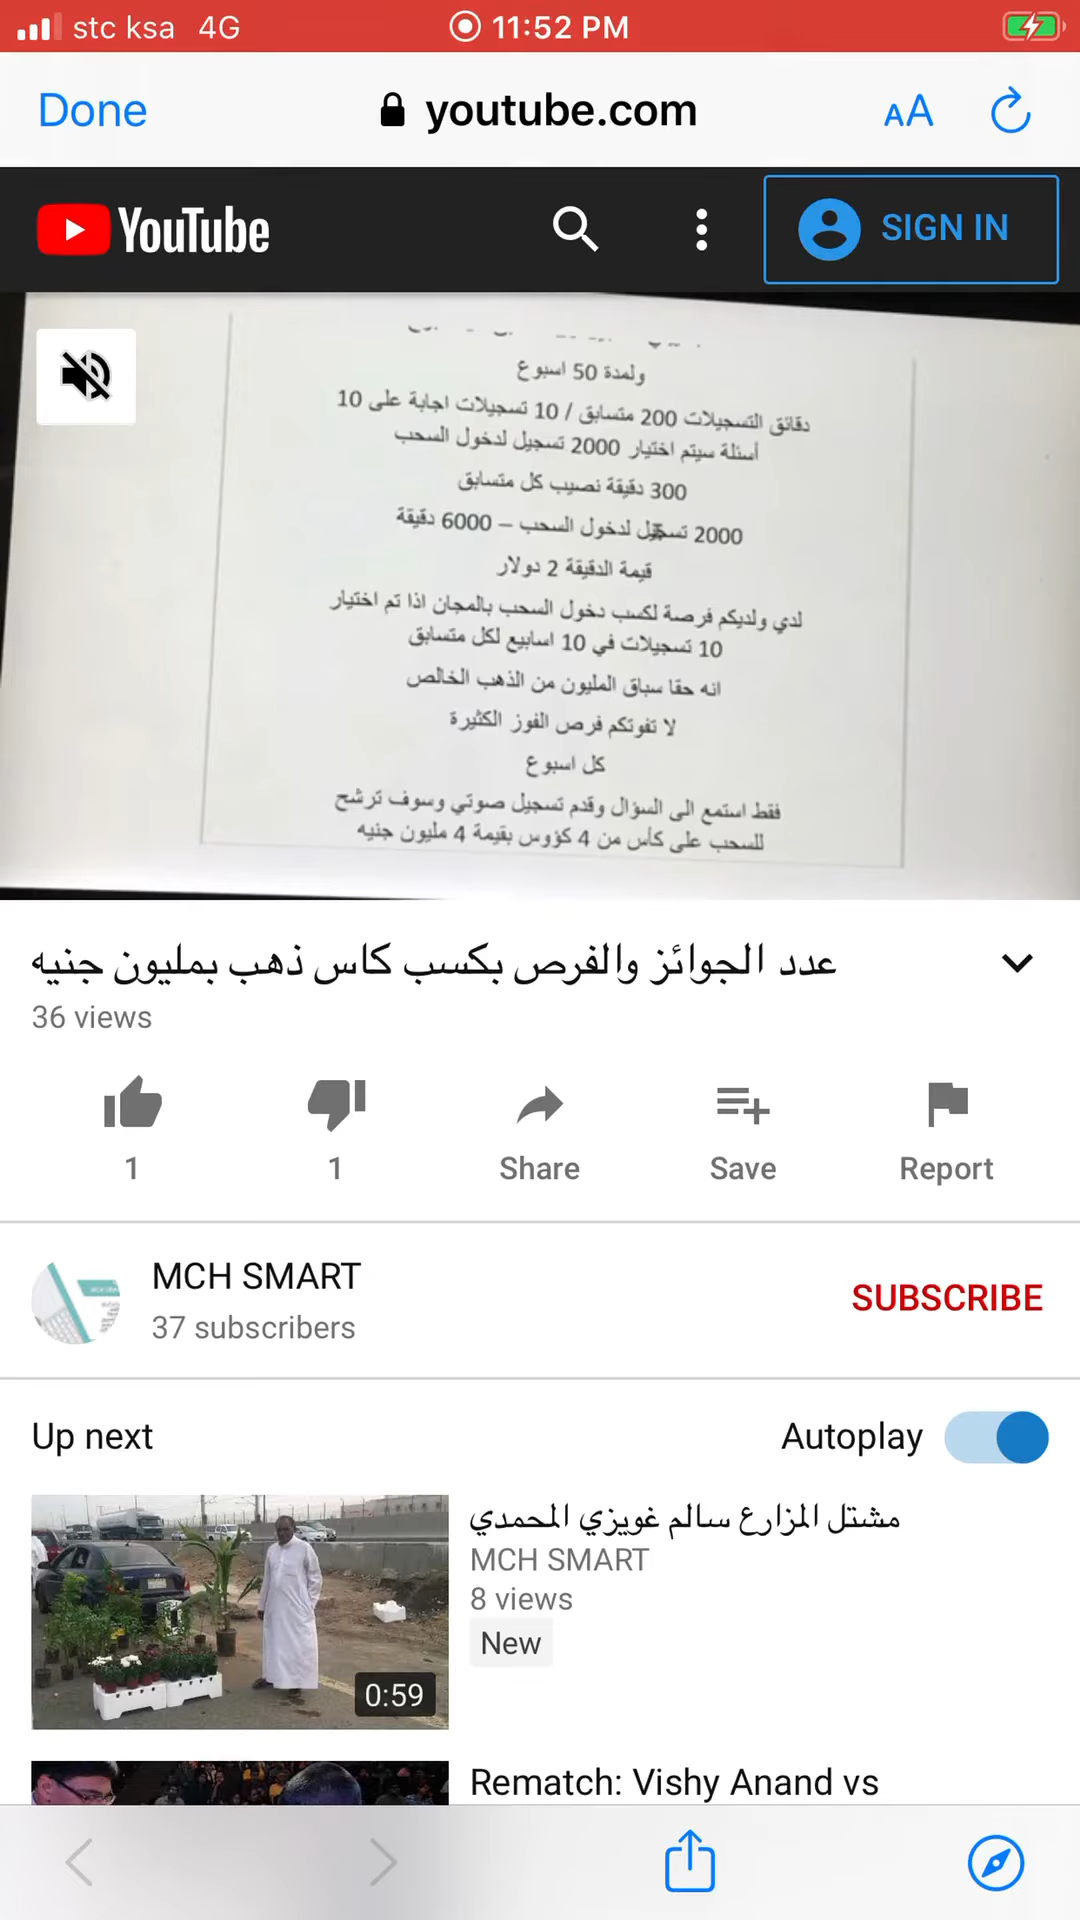 stc ksa 4G 11:52 PM
Done youtube.com AA
YouTube SIGN IN
ولمدة 50 اسبوع
دقائق التسجيلات 200 متسابق / 10 تسجيلات اجابة على 10
أسئلة سيتم اختيار 2000 تسجيل لدخول السحب
300 دقيقة نصيب كل متسابق
2000 تسجيل لدخول السحب – 6000 دقيقة
قيمة الدقيقة 2 دولار
لدي ولديكم فرصة لكسب دخول السحب بالمجان اذا تم اختيار
10 تسجيلات في 10 اسابيع لكل متسابق
انه حقا سباق المليون من الذهب الخالص
لا تفوتكم فرص الفوز الكثيرة
كل اسبوع
فقط استمع الى السؤال وقدم تسجيل صوتي وسوف ترشح
للسحب على كأس من 4 كؤوس بقيمة 4 مليون جنيه
عدد الجوائز والفرص بكسب كاس ذهب بمليون جنيه
36 views
1 1 Share Save Report
MCH SMART
37 subscribers
SUBSCRIBE
Up next Autoplay
مشتل المزارع سالم غويزي المحمدي
MCH SMART
8 views
New
0:59
Rematch: Vishy Anand vs